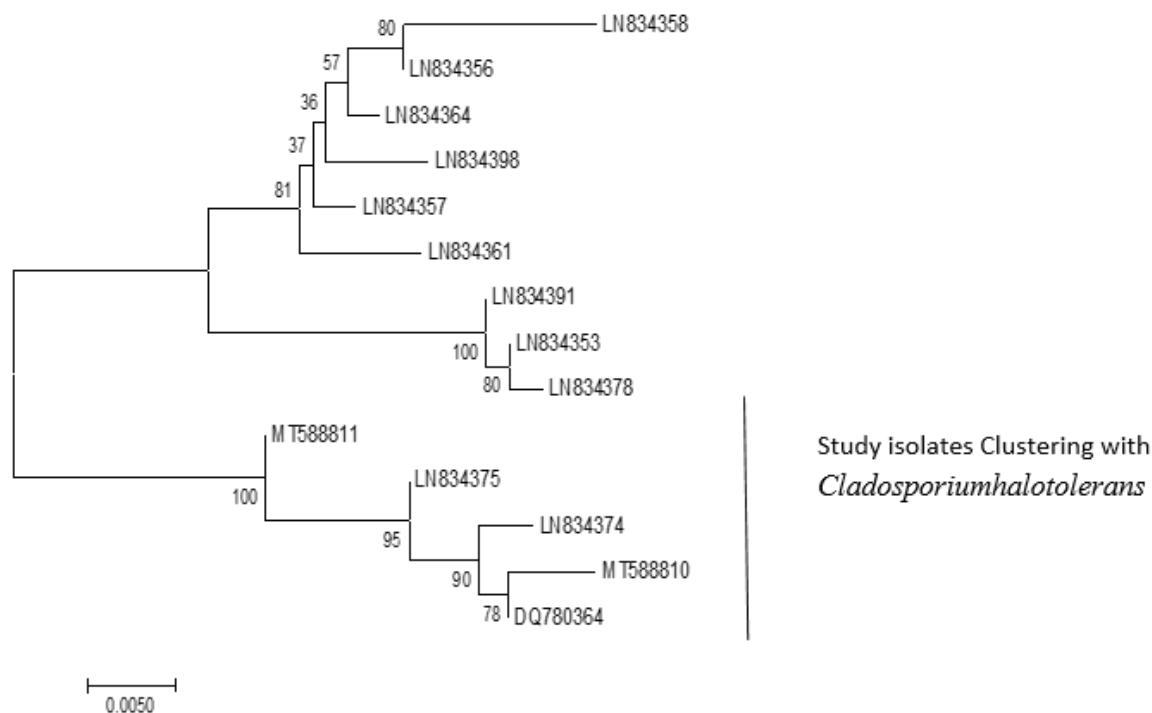 80
LN834358
57
LN834356
36
LN834364
37
LN834398
81
LN834357
LN834361
LN834391
100
LN834353
80
LN834378
MT588811
Study isolates Clustering with
Cladosporiumhalotolerans
100
LN834375
95
LN834374
90
MT588810
78
DQ780364
0.0050